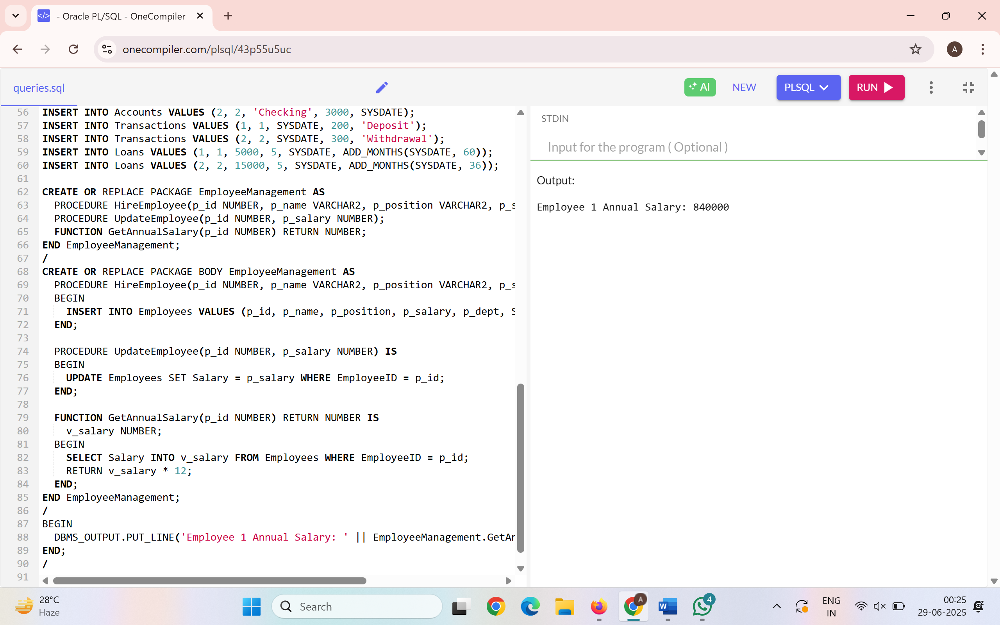 - Oracle PL/SQL - OneCompiler
onecompiler.com/plsql/43p55u5uc
A
queries.sql
AI
NEW
PLSQL
RUN
56 INSERT INTO Accounts VALUES (2, 2, 'Checking', 3000, SYSDATE);
57 INSERT INTO Transactions VALUES (1, 1, SYSDATE, 200, 'Deposit');
58 INSERT INTO Transactions VALUES (2, 2, SYSDATE, 300, 'Withdrawal');
59 INSERT INTO Loans VALUES (1, 1, 5000, 5, SYSDATE, ADD_MONTHS(SYSDATE, 60));
60 INSERT INTO Loans VALUES (2, 2, 15000, 5, SYSDATE, ADD_MONTHS(SYSDATE, 36));
61
62 CREATE OR REPLACE PACKAGE EmployeeManagement AS
63 PROCEDURE HireEmployee(p_id NUMBER, p_name VARCHAR2, p_position VARCHAR2, p_s
64 PROCEDURE UpdateEmployee(p_id NUMBER, p_salary NUMBER);
65 FUNCTION GetAnnualSalary(p_id NUMBER) RETURN NUMBER;
66 END EmployeeManagement;
67 /
68 CREATE OR REPLACE PACKAGE BODY EmployeeManagement AS
69 PROCEDURE HireEmployee(p_id NUMBER, p_name VARCHAR2, p_position VARCHAR2, p_s
70 BEGIN
71 INSERT INTO Employees VALUES (p_id, p_name, p_position, p_salary, p_dept, S
72 END;
73
74 PROCEDURE UpdateEmployee(p_id NUMBER, p_salary NUMBER) IS
75 BEGIN
76 UPDATE Employees SET Salary = p_salary WHERE EmployeeID = p_id;
77 END;
78
79 FUNCTION GetAnnualSalary(p_id NUMBER) RETURN NUMBER IS
80 v_salary NUMBER;
81 BEGIN
82 SELECT Salary INTO v_salary FROM Employees WHERE EmployeeID = p_id;
83 RETURN v_salary * 12;
84 END;
85 END EmployeeManagement;
86 /
87 BEGIN
88 DBMS_OUTPUT.PUT_LINE('Employee 1 Annual Salary: ' || EmployeeManagement.GetAn
89 END;
90 /
91
STDIN
Input for the program ( Optional )
Output:
Employee 1 Annual Salary: 840000
28°C
Haze
Search
A
W
4
ENG
IN
00:25
29-06-2025